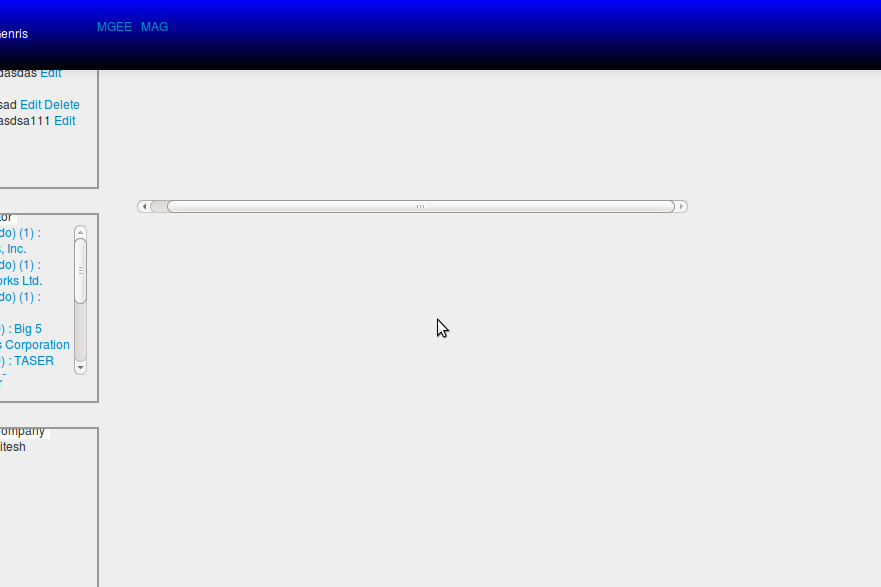 enris
MGEE MAG
dasdas Edit
sad Edit Delete
asdsa111 Edit
tor
do) (1) :
s, Inc.
do) (1) :
orks Ltd.
do) (1) :
) : Big 5
s Corporation
) : TASER
-
r
ompany
itesh